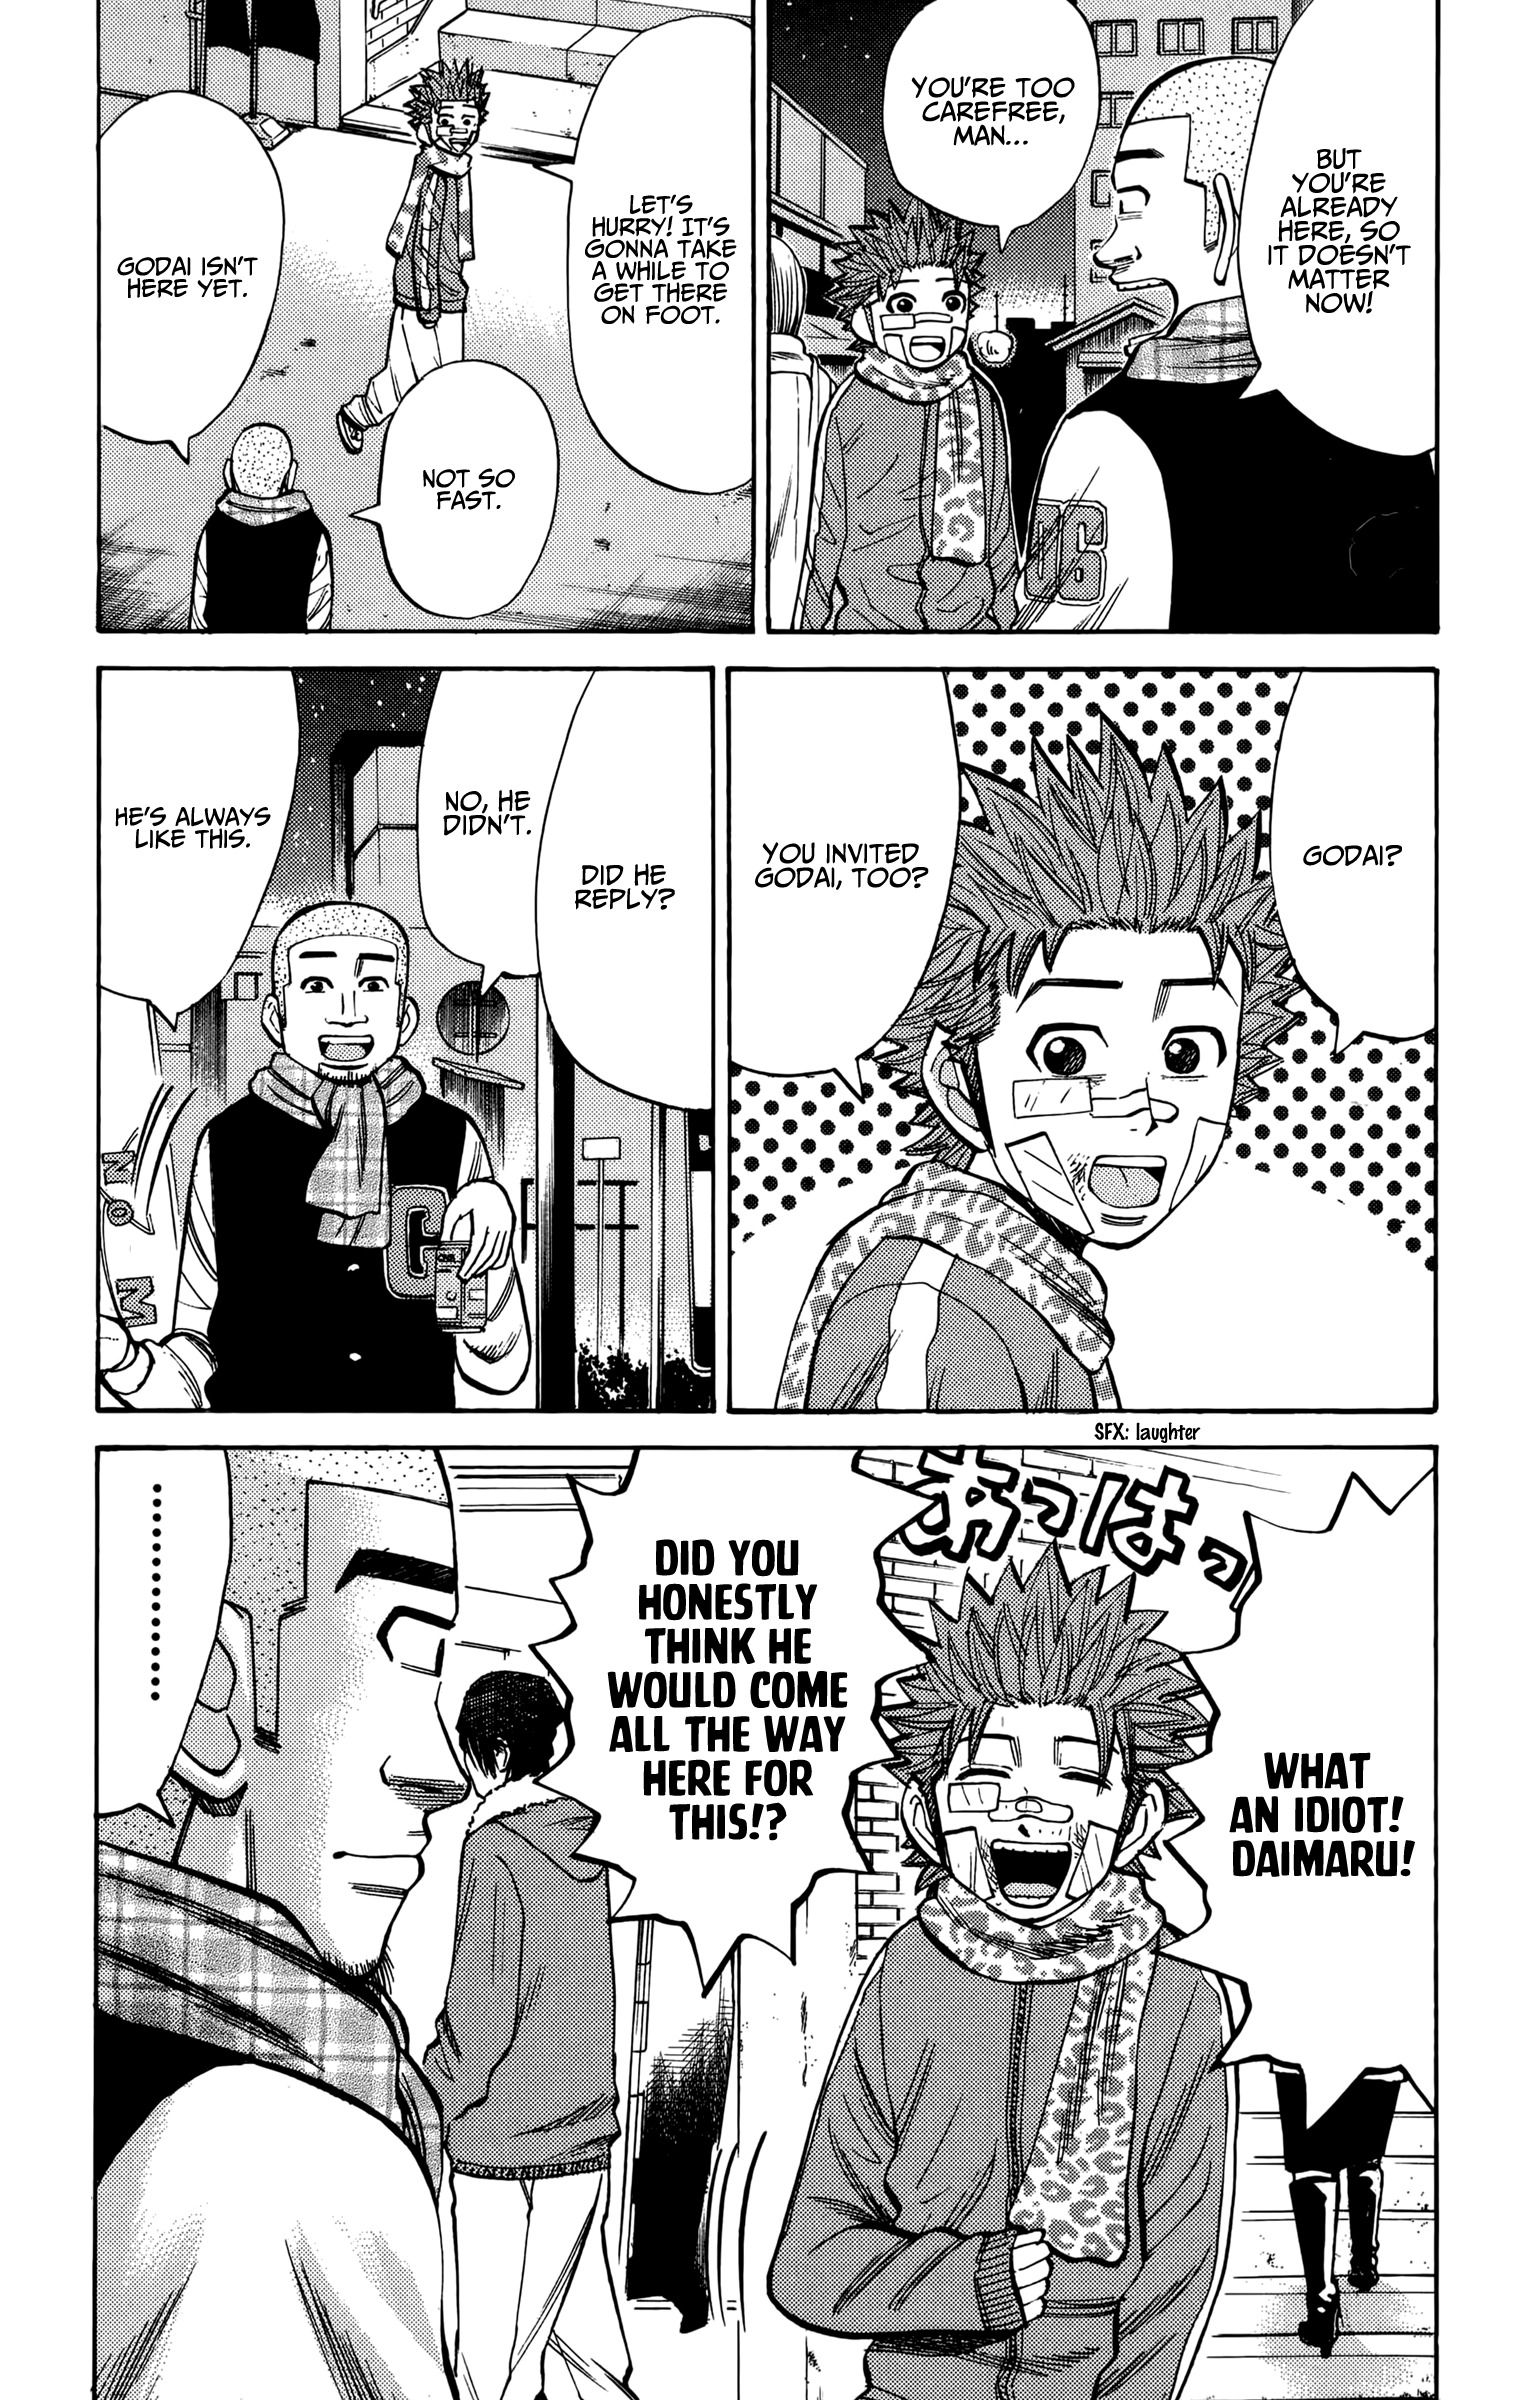 BUT
YOU'RE
ALREADY
HERE, SO
IT DOESN'T
MATTER
NOW!
YOU'RE TOO
CAREFREE,
MAN...
06
LET'S
HURRY! IT'S
GONNA TAKE
A WHILE TO
GET THERE
ON FOOT.
NOT SO
FAST.
GODAI ISN'T
HERE YET.
GODAI?
YOU INVITED
GODAI, TOO?
DID HE
REPLY?
NO, HE
DIDN'T.
HE'S ALWAYS
LIKE THIS.
NO
M
C
ONE
SFX: laughter
あっはっ
WHAT
AN IDIOT!
DAIMARU!
DID YOU
HONESTLY
THINK HE
WOULD COME
ALL THE WAY
HERE FOR
THIS!?
...............